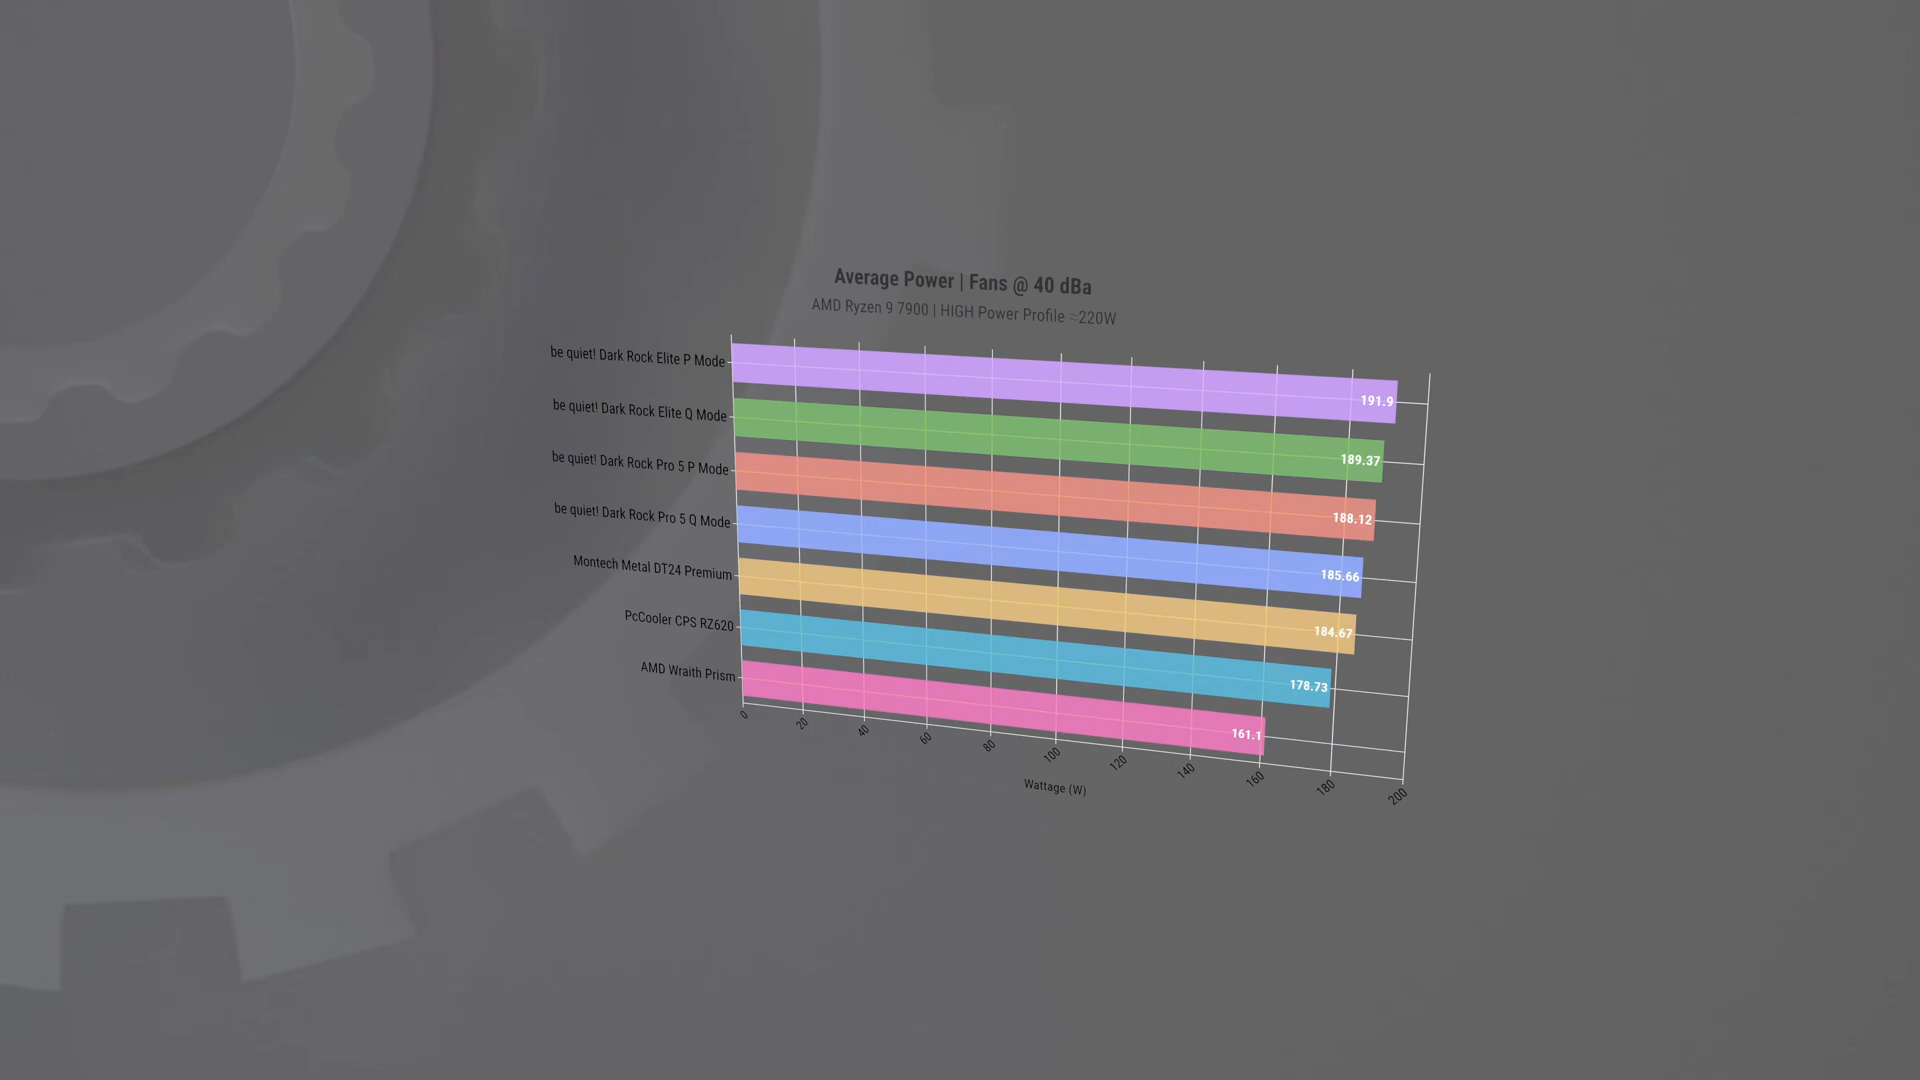 Average Power | Fans @ 40 dBa
AMD Ryzen 9 7900 | HIGH Power Profile ≈220W
be quiet! Dark Rock Elite P Mode 191.9
be quiet! Dark Rock Elite Q Mode 189.37
be quiet! Dark Rock Pro 5 P Mode 188.12
be quiet! Dark Rock Pro 5 Q Mode 185.66
Montech Metal DT24 Premium 184.67
PcCooler CPS RZ620 178.73
AMD Wraith Prism 161.1
0 20 40 60 80 100 120 140 160 180 200
Wattage (W)